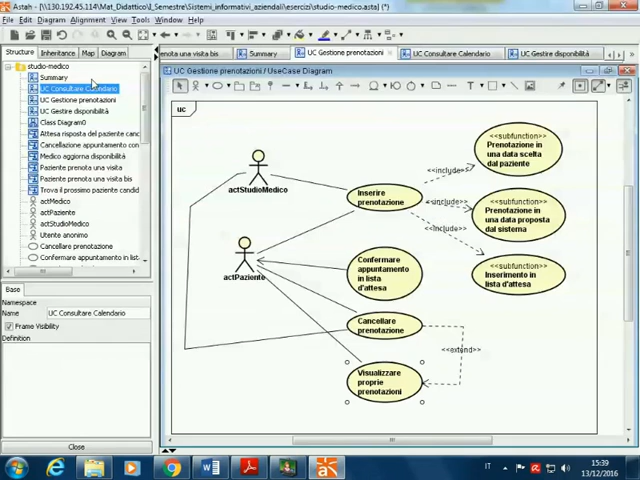 Astah - [\\130.192.45.114\Mat_Didattico\I_Semestre\Sistemi_informativi_aziendali\esercizi\studio-medico.asta] (*)
File Edit Diagram Alignment View Tools Window Help
Structure Inheritance Map Diagram
studio-medico
Summary
UC Consultare Calendario
UC Gestione prenotazioni
UC Gestire disponibilità
Class Diagram0
Attesa risposta del paziente canc
Cancellazione appuntamento con
Medico aggiorna disponibilità
Paziente prenota una visita
Paziente prenota una visita bis
Trova il prossimo paziente candid
actMedico
actPaziente
actStudioMedico
Utente anonimo
Cancellare prenotazione
Confermare appuntamento in list
Base
Namespace
Name UC Consultare Calendario
Frame Visibility
Definition
Close
enota una visita bis
Summary
UC Gestione prenotazioni
UC Consultare Calendario
UC Gestire disponibilità
UC Gestione prenotazioni / UseCase Diagram
uc
actStudioMedico
actPaziente
Inserire
prenotazione
Confermare
appuntamento
in lista
d'attesa
Cancellare
prenotazione
Visualizzare
proprie
prenotazioni
<<include>>
<<include>>
<<include>>
<<extend>>
<<subfunction>>
Prenotazione in
una data scelta
dal paziente
<<subfunction>>
Prenotazione in
una data proposta
dal sistema
<<subfunction>>
Inserimento in
lista d'attesa
IT
15:39
13/12/2016